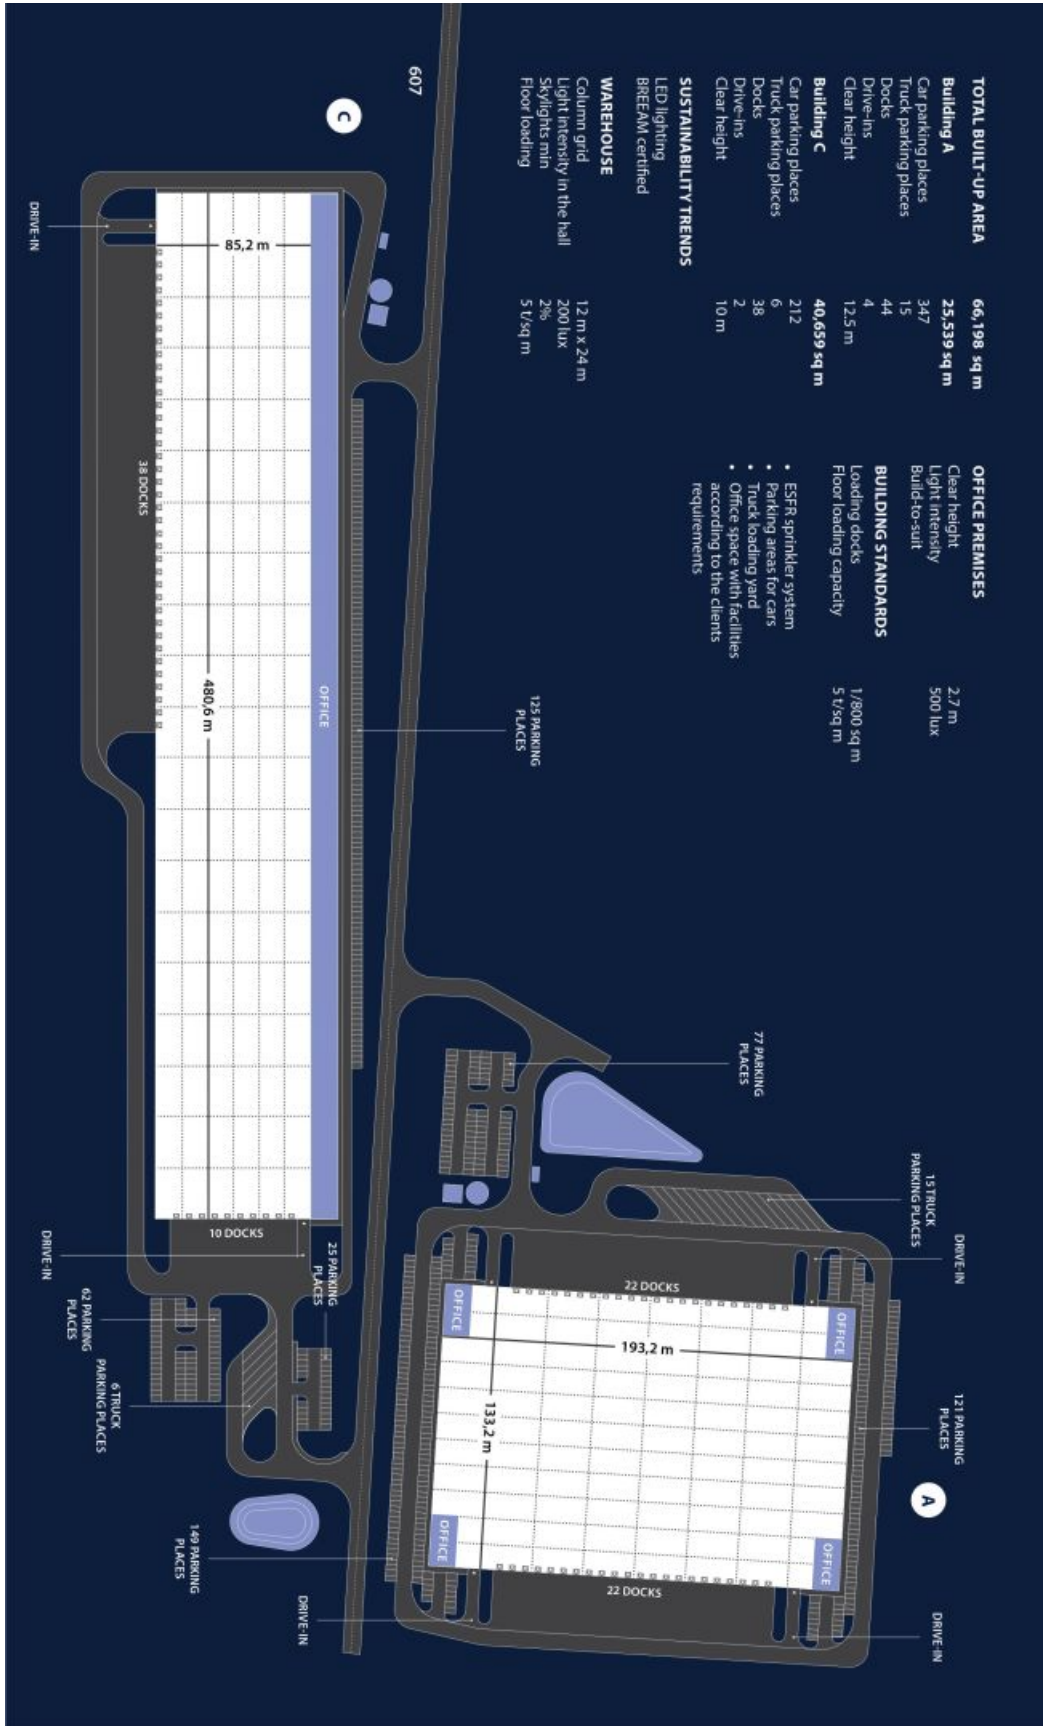 TOTAL BUILT-UP AREA 66,198 sq m
Building A 25,539 sq m
Car parking places 347
Truck parking places 15
Docks 44
Drive-ins 4
Clear height 12.5 m
Building C 40,659 sq m
Car parking places 212
Truck parking places 6
Docks 38
Drive-ins 2
Clear height 10 m
SUSTAINABILITY TRENDS
LED lighting
BREEAM certified
WAREHOUSE
Column grid 12 m x 24 m
Light intensity in the hall 200 lux
Skylights min 2%
Floor loading 5 t/sq m
OFFICE PREMISES
Clear height 2.7 m
Light intensity 500 lux
Build-to-suit
BUILDING STANDARDS
Loading docks 1/800 sq m
Floor loading capacity 5 t/sq m
• ESFR sprinkler system
• Parking areas for cars
• Truck loading yard
• Office space with facilities
according to the clients
requirements
607
C
DRIVE-IN
85,2 m
38 DOCKS
480,6 m
OFFICE
125 PARKING
PLACES
10 DOCKS
DRIVE-IN
25 PARKING
PLACES
62 PARKING
PLACES
6 TRUCK
PARKING PLACES
77 PARKING
PLACES
15 TRUCK
PARKING PLACES
DRIVE-IN
22 DOCKS
OFFICE
OFFICE
193,2 m
133,2 m
121 PARKING
PLACES
A
OFFICE
OFFICE
22 DOCKS
149 PARKING
PLACES
DRIVE-IN
DRIVE-IN